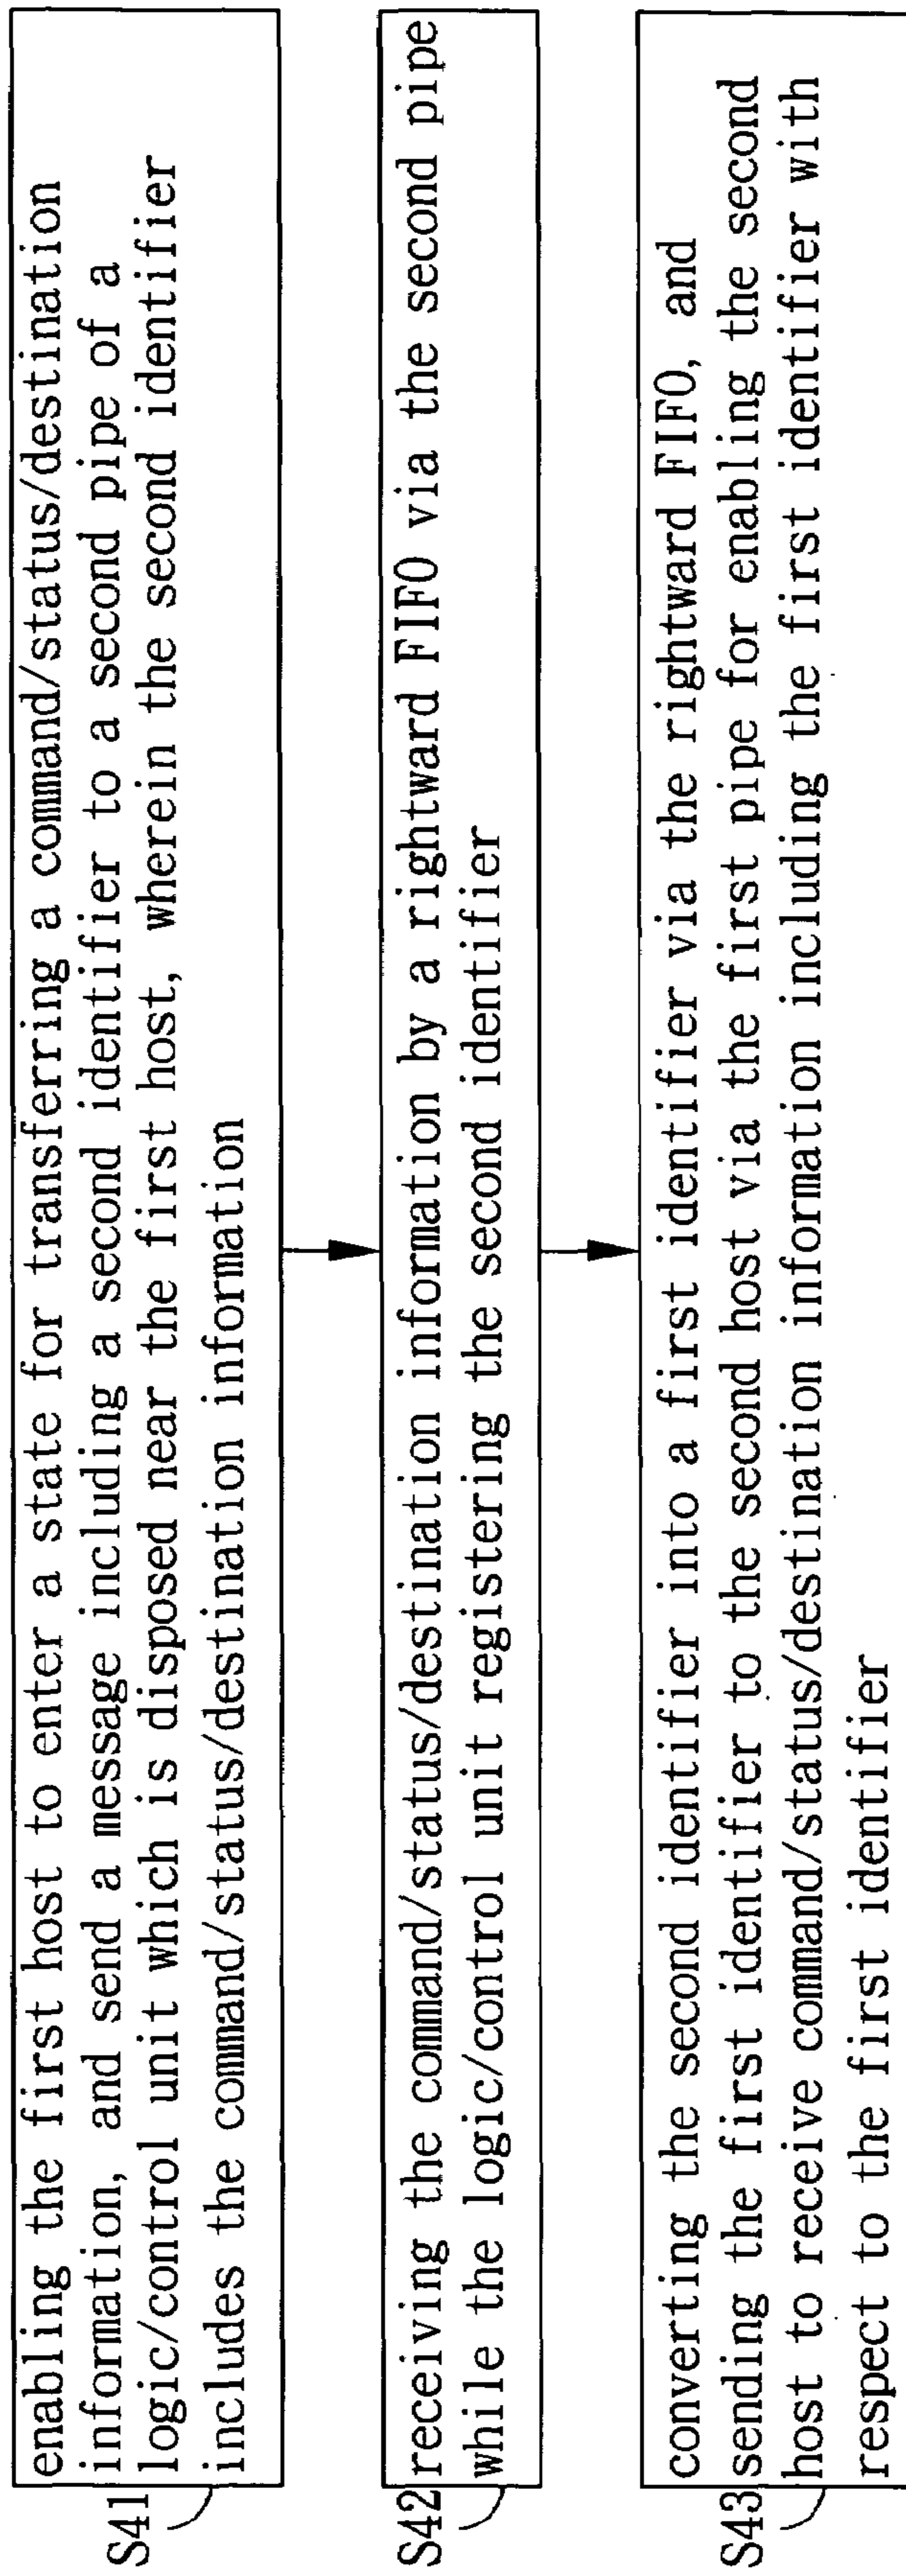 enabling the first host to enter a state for transferring a command/status/destination
information, and send a message including a second identifier to a second pipe of a
S41
logic/control unit which is disposed near the first host, wherein the second identifier
includes the command/status/destination information
S42
receiving the command/status/destination information by a rightward FIFO via the second pipe
while the logic/control unit registering the second identifier
converting the second identifier into a first identifier via the rightward FIFO, and
S43
sending the first identifier to the second host via the first pipe for enabling the second
host to receive command/status/destination information including the first identifier with
respect to the first identifier